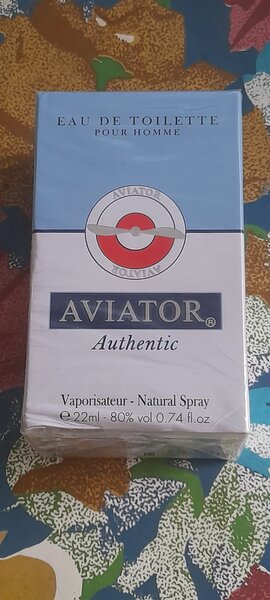 EAU DE TOILETTE
POUR HOMME
AVIATOR
AVIATOR
AVIATOR®
Authentic
Vaporisateur - Natural Spray
℮ 22ml - 80% vol 0.74 fl.oz